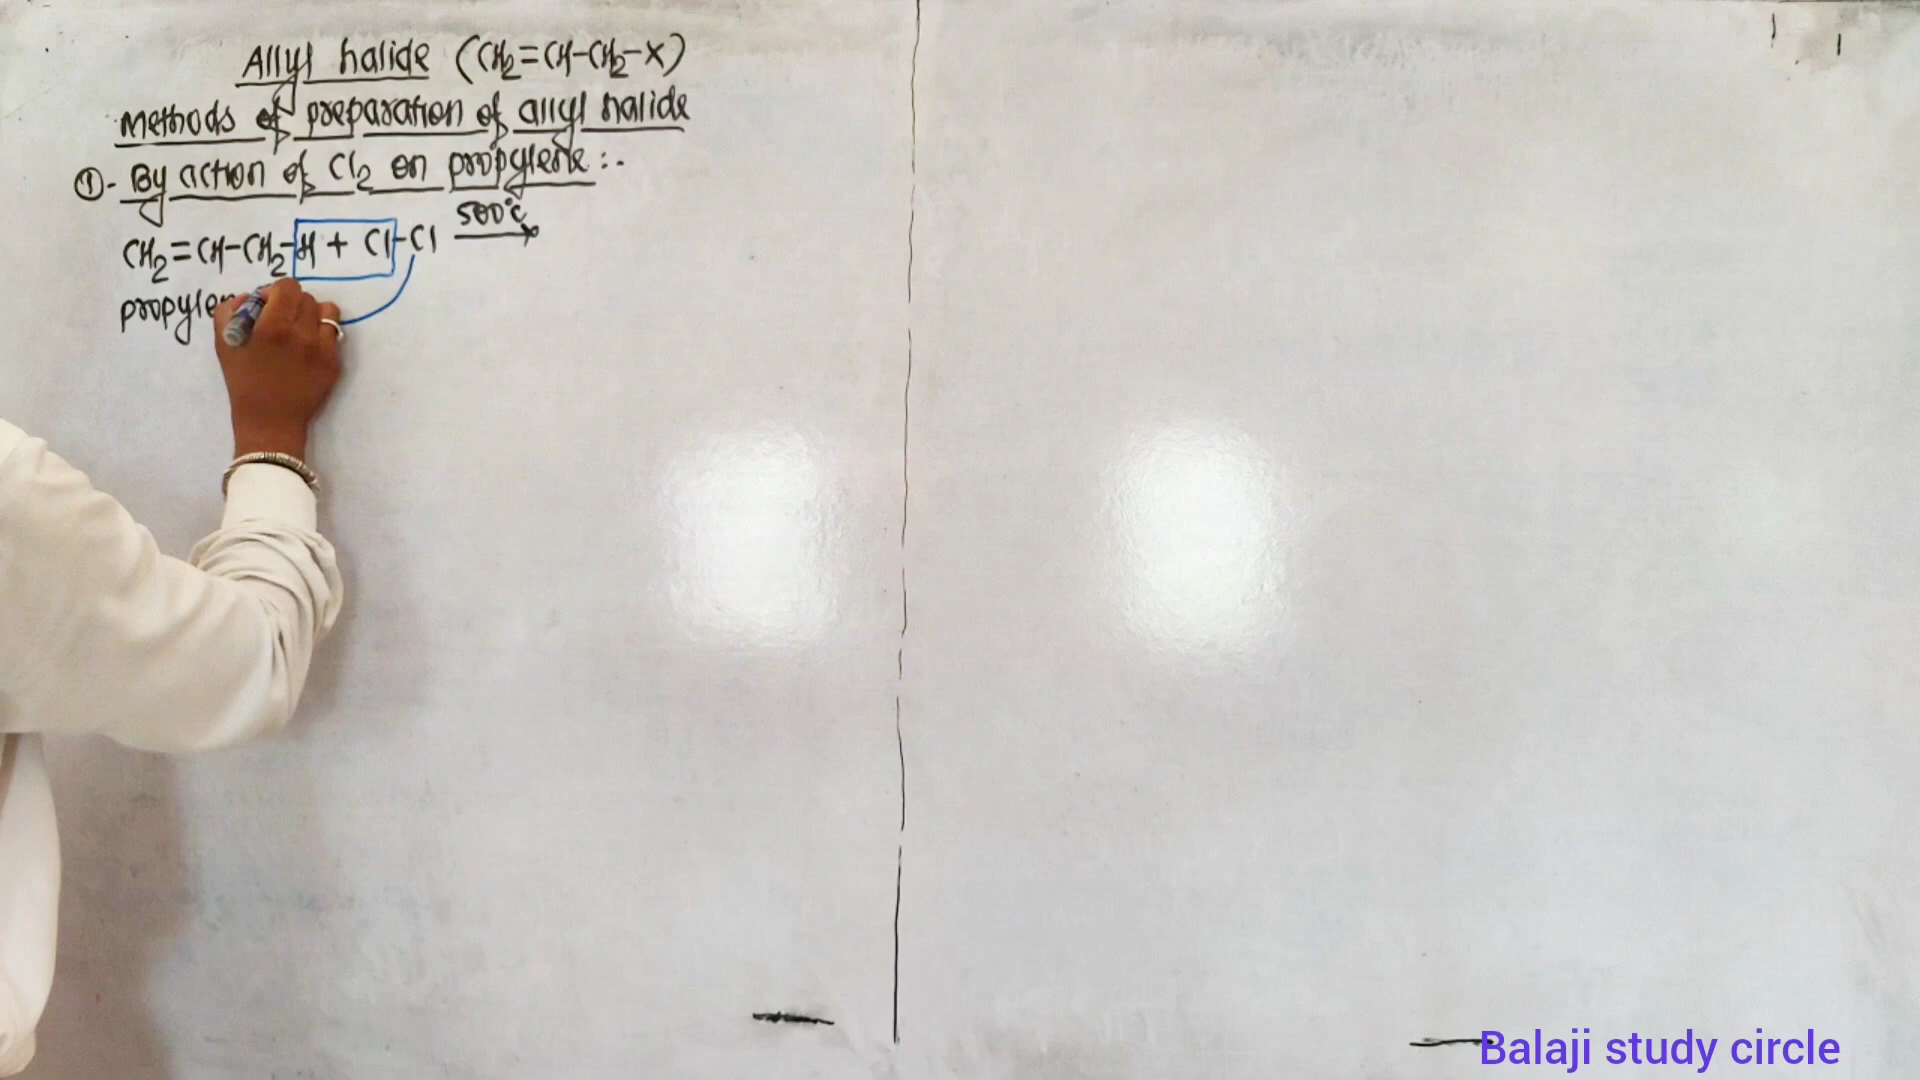 Allyl halide (CH₂=CH-CH₂-X)
Methods of preparation of allyl halide
①- By action of Cl₂ on propylene :-
CH₂=CH-CH₂-H + Cl-Cl 500°C →
propylen
Balaji study circle